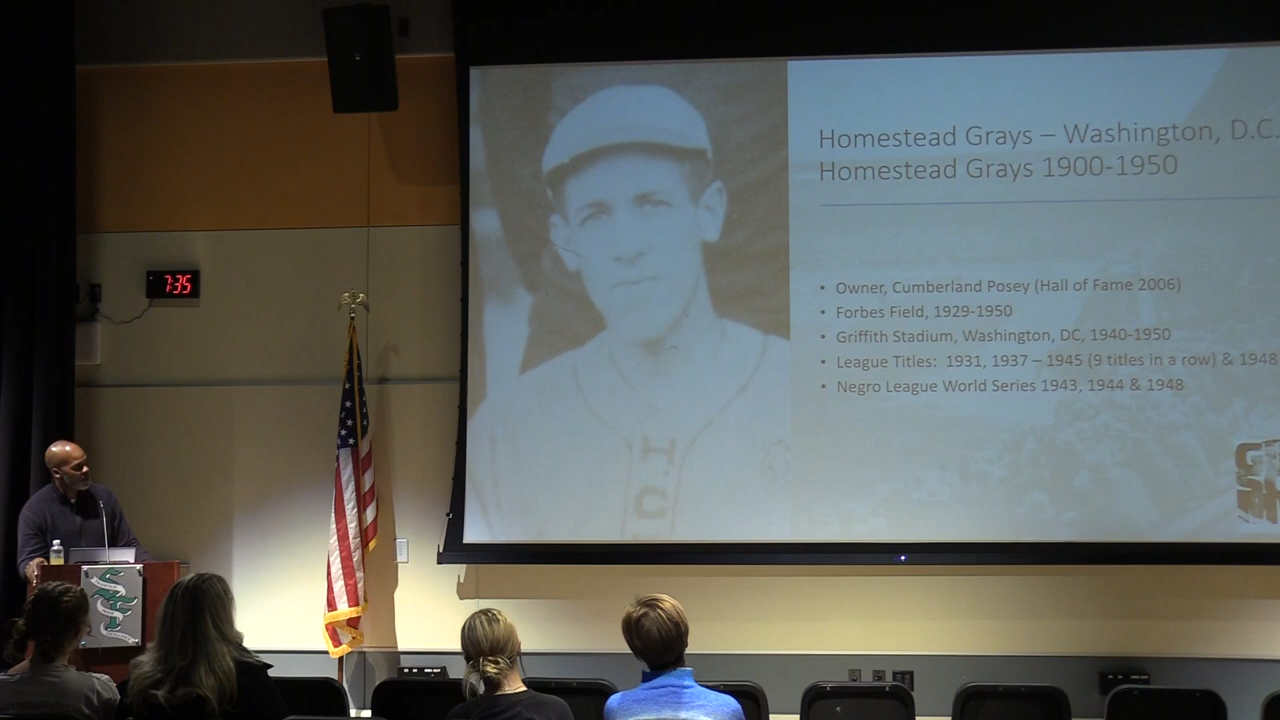 Homestead Grays – Washington, D.C.
Homestead Grays 1900-1950
• Owner, Cumberland Posey (Hall of Fame 2006)
• Forbes Field, 1929-1950
• Griffith Stadium, Washington, DC, 1940-1950
• League Titles:  1931, 1937 – 1945 (9 titles in a row) & 1948
• Negro League World Series 1943, 1944 & 1948
H.
G
7:35